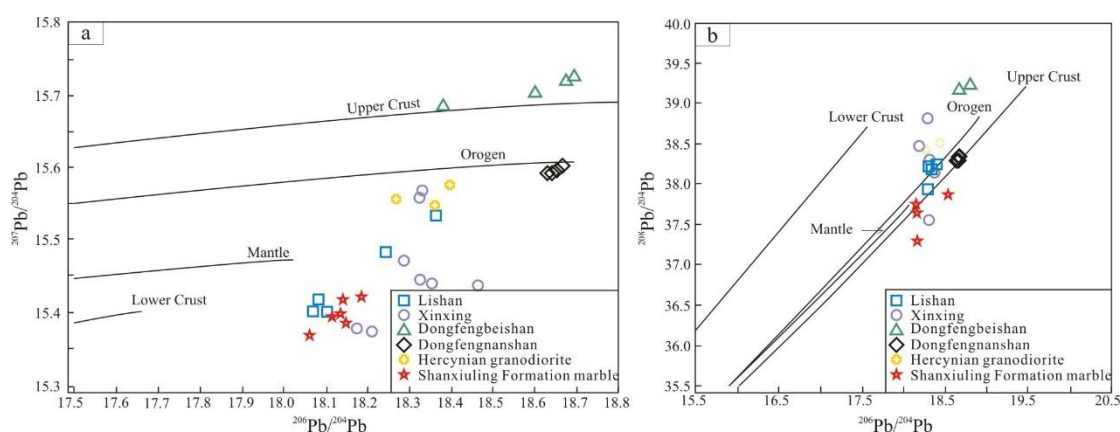 a
15.8
15.7
15.6
15.5
15.4
15.3
207Pb/204Pb
Upper Crust
Orogen
Mantle
Lower Crust
Lishan
Xinxing
Dongfengbeishan
Dongfengnanshan
Hercynian granodiorite
Shanxiuling Formation marble
17.5 17.6 17.7 17.8 17.9 18.0 18.1 18.2 18.3 18.4 18.5 18.6 18.7 18.8
206Pb/204Pb
b
40.0
39.5
39.0
38.5
38.0
37.5
37.0
36.5
36.0
35.5
208Pb/204Pb
Upper Crust
Orogen
Lower Crust
Mantle
Lishan
Xinxing
Dongfengbeishan
Dongfengnanshan
Hercynian granodiorite
Shanxiuling Formation marble
15.5 16.5 17.5 18.5 19.5 20.5
206Pb/204Pb